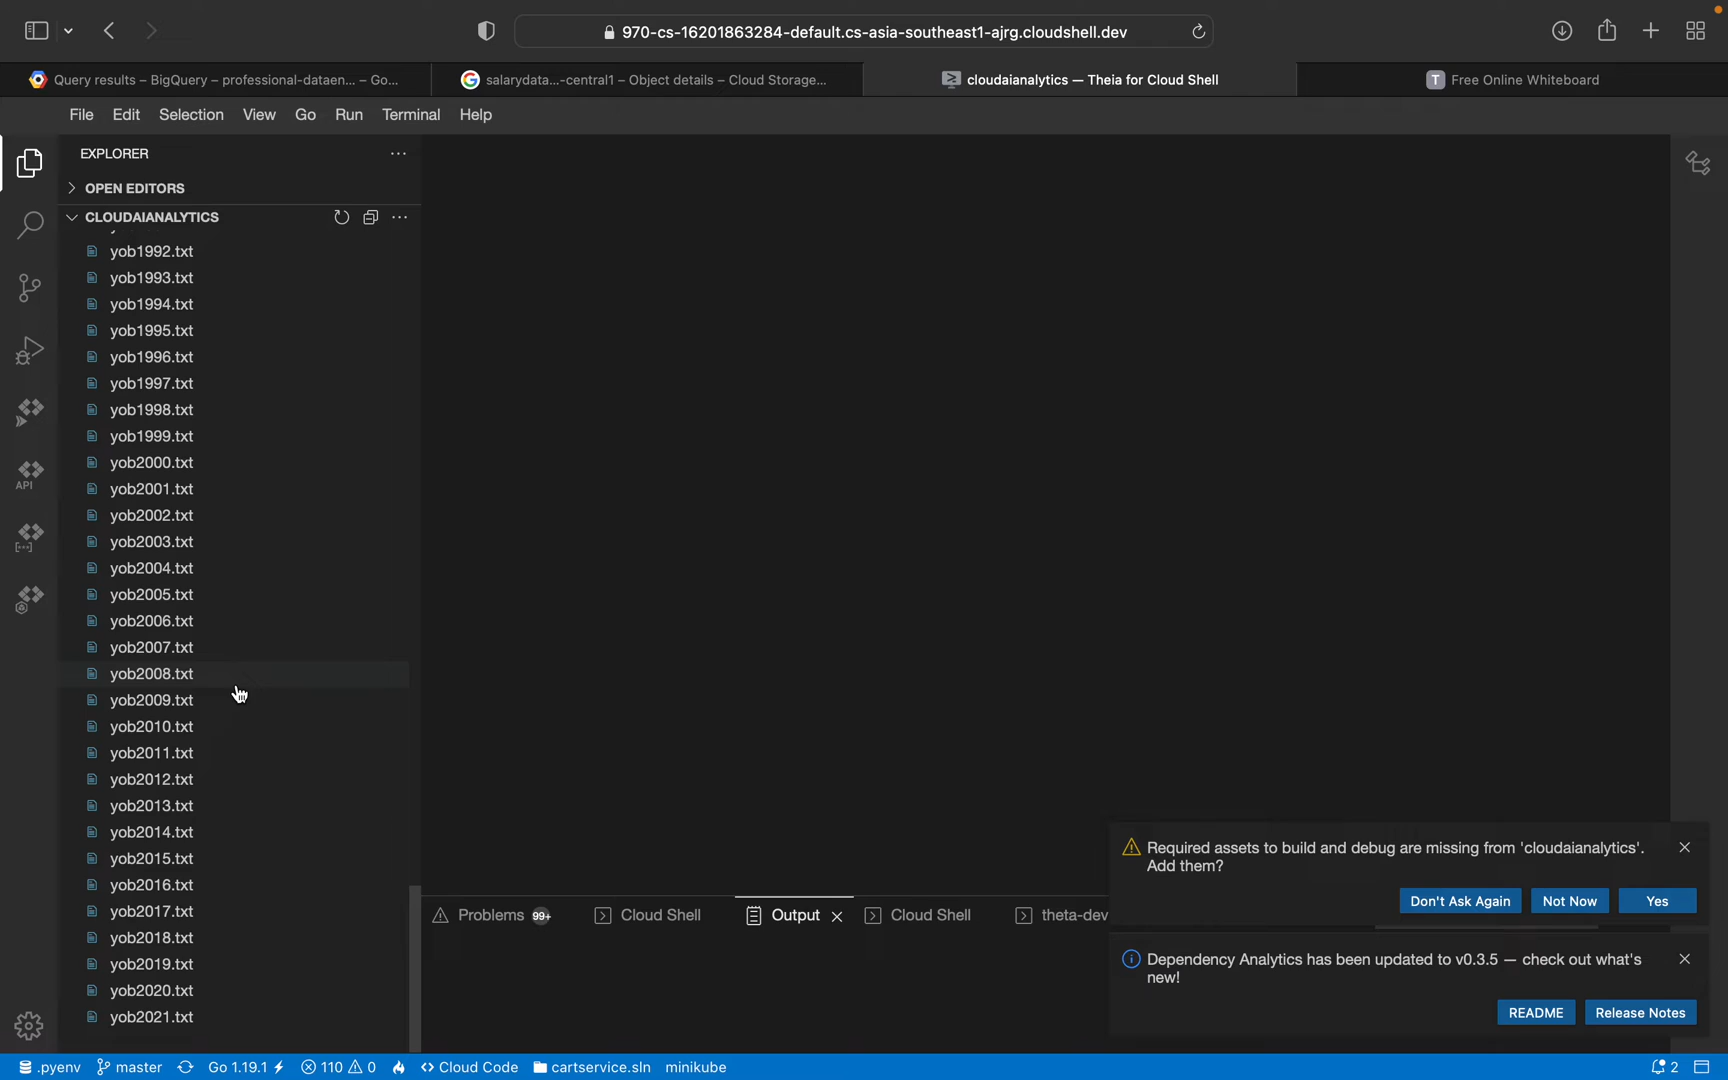 970-cs-16201863284-default.cs-asia-southeast1-ajrg.cloudshell.dev
Query results – BigQuery – professional-dataen... – Go...
salarydata...-central1 – Object details – Cloud Storage...
cloudaianalytics — Theia for Cloud Shell
T Free Online Whiteboard
File Edit Selection View Go Run Terminal Help
EXPLORER
OPEN EDITORS
CLOUDAIANALYTICS
yob1992.txt
yob1993.txt
yob1994.txt
yob1995.txt
yob1996.txt
yob1997.txt
yob1998.txt
yob1999.txt
yob2000.txt
yob2001.txt
yob2002.txt
yob2003.txt
yob2004.txt
yob2005.txt
yob2006.txt
yob2007.txt
yob2008.txt
yob2009.txt
yob2010.txt
yob2011.txt
yob2012.txt
yob2013.txt
yob2014.txt
yob2015.txt
yob2016.txt
yob2017.txt
yob2018.txt
yob2019.txt
yob2020.txt
yob2021.txt
API
Problems 99+ Cloud Shell Output Cloud Shell theta-dev
Required assets to build and debug are missing from 'cloudaianalytics'.
Add them?
Don't Ask Again Not Now Yes
Dependency Analytics has been updated to v0.3.5 — check out what's
new!
README Release Notes
.pyenv master Go 1.19.1 110 0 Cloud Code cartservice.sln minikube 2